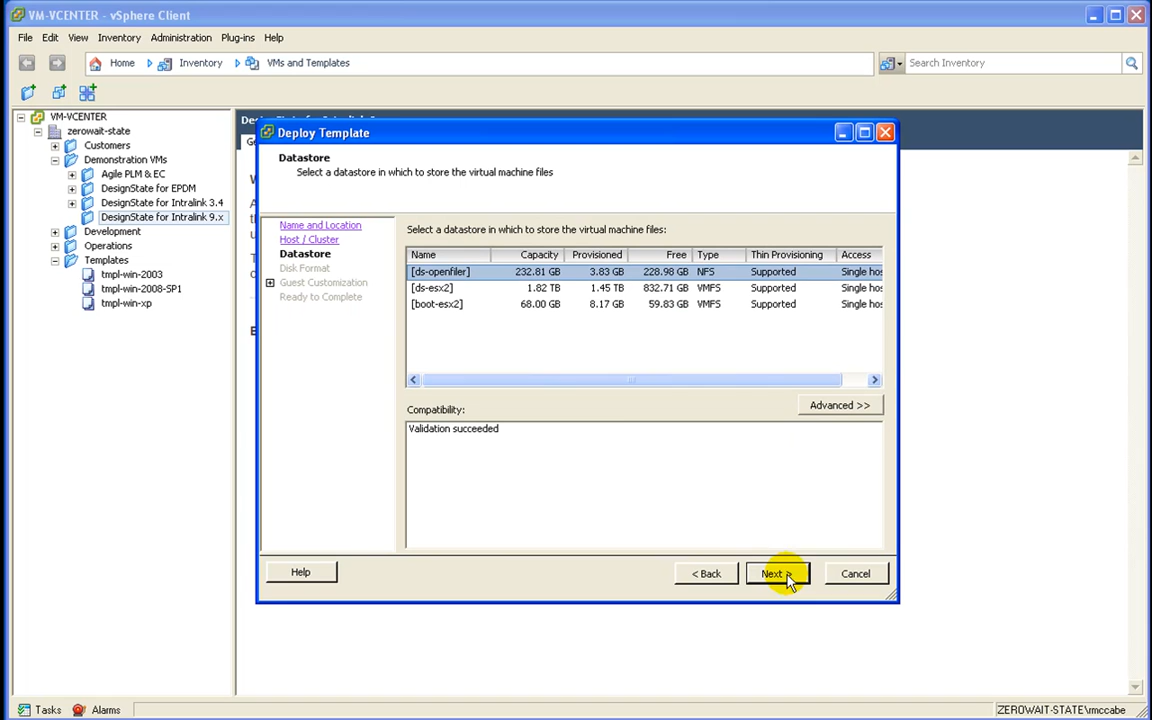 VM-VCENTER - vSphere Client
File Edit View Inventory Administration Plug-ins Help
Home Inventory VMs and Templates Search Inventory
VM-VCENTER
zerowait-state
Customers
Demonstration VMs
Agile PLM & EC
DesignState for EPDM
DesignState for Intralink 3.4
DesignState for Intralink 9.x
Development
Operations
Templates
tmpl-win-2003
tmpl-win-2008-SP1
tmpl-win-xp
Deploy Template
Datastore
Select a datastore in which to store the virtual machine files
Name and Location
Host / Cluster
Datastore
Disk Format
Guest Customization
Ready to Complete
Select a datastore in which to store the virtual machine files:
Name Capacity Provisioned Free Type Thin Provisioning Access
[ds-openfiler] 232.81 GB 3.83 GB 228.98 GB NFS Supported Single hos
[ds-esx2] 1.82 TB 1.45 TB 832.71 GB VMFS Supported Single hos
[boot-esx2] 68.00 GB 8.17 GB 59.83 GB VMFS Supported Single hos
Advanced >>
Compatibility:
Validation succeeded
Help < Back Next > Cancel
Tasks Alarms ZEROWAIT-STATE\mccabe